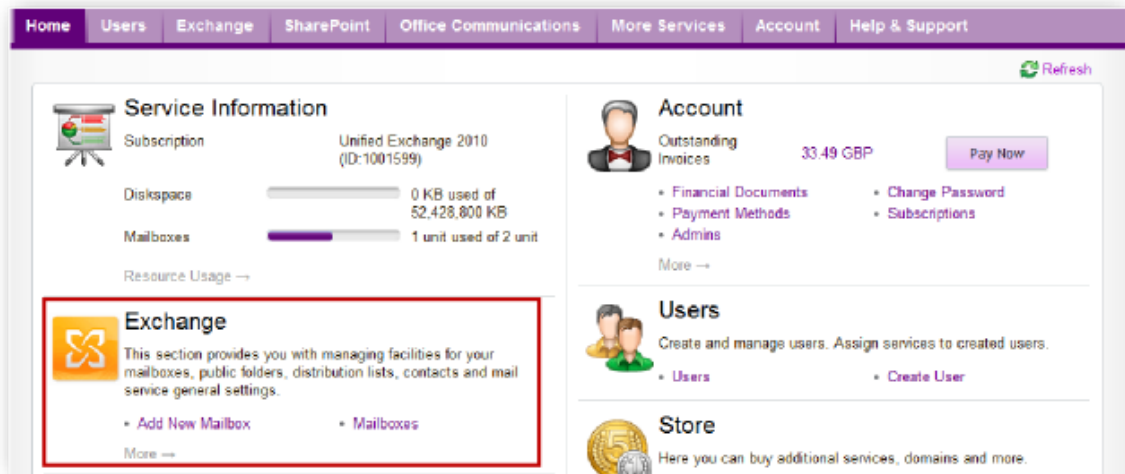 Home Users Exchange SharePoint Office Communications More Services Account Help & Support
Refresh
Service Information
Subscription Unified Exchange 2010
(ID:1001599)
Diskspace 0 KB used of
52,428,800 KB
Mailboxes 1 unit used of 2 unit
Resource Usage →
Exchange
This section provides you with managing facilities for your
mailboxes, public folders, distribution lists, contacts and mail
service general settings.
• Add New Mailbox • Mailboxes
More →
Account
Outstanding
Invoices 33.49 GBP Pay Now
• Financial Documents • Change Password
• Payment Methods • Subscriptions
• Admins
More →
Users
Create and manage users. Assign services to created users.
• Users • Create User
Store
Here you can buy additional services, domains and more.
5